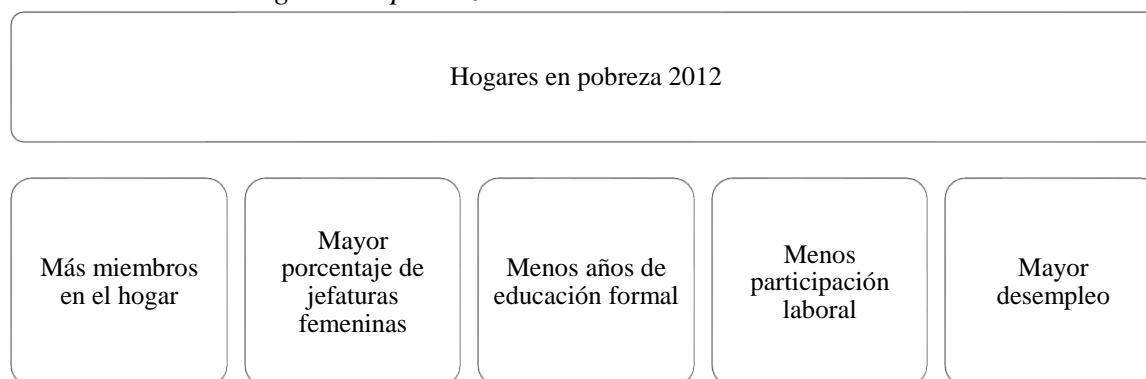 Hogares en pobreza 2012
Más miembros
en el hogar
Mayor
porcentaje de
jefaturas
femeninas
Menos años de
educación formal
Menos
participación
laboral
Mayor
desempleo